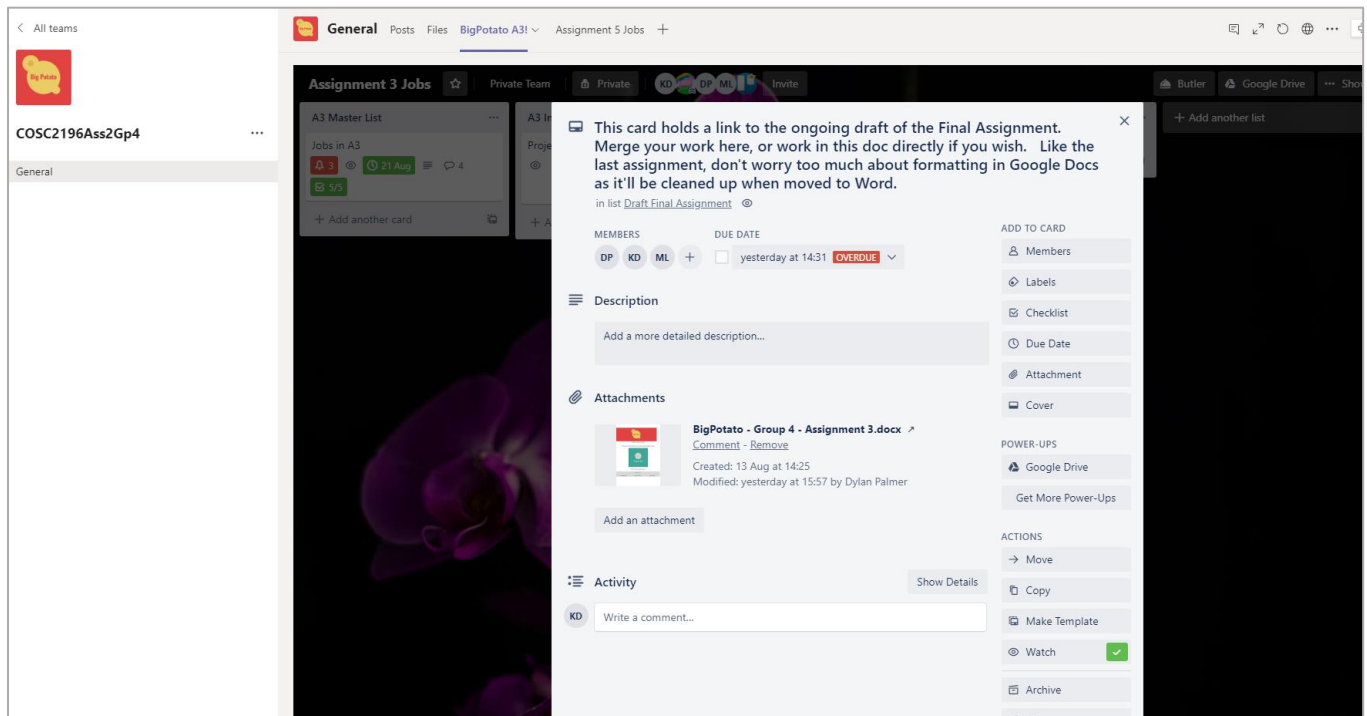 All teams
Big Potato
COSC2196Ass2Gp4
General
General Posts Files BigPotato A3! Assignment 5 Jobs
Assignment 3 Jobs Private Team Private KD DP ML Invite Butler Google Drive
A3 Master List
Jobs in A3
3 21 Aug 4
5/5
+ Add another card
+ Add another list
This card holds a link to the ongoing draft of the Final Assignment.
Merge your work here, or work in this doc directly if you wish. Like the
last assignment, don't worry too much about formatting in Google Docs
as it'll be cleaned up when moved to Word.
in list Draft Final Assignment
MEMBERS DUE DATE
DP KD ML + yesterday at 14:31 OVERDUE
Description
Add a more detailed description...
Attachments
BigPotato - Group 4 - Assignment 3.docx
Comment - Remove
Created: 13 Aug at 14:25
Modified: yesterday at 15:57 by Dylan Palmer
Add an attachment
Activity Show Details
KD Write a comment...
ADD TO CARD
Members
Labels
Checklist
Due Date
Attachment
Cover
POWER-UPS
Google Drive
Get More Power-Ups
ACTIONS
Move
Copy
Make Template
Watch
Archive